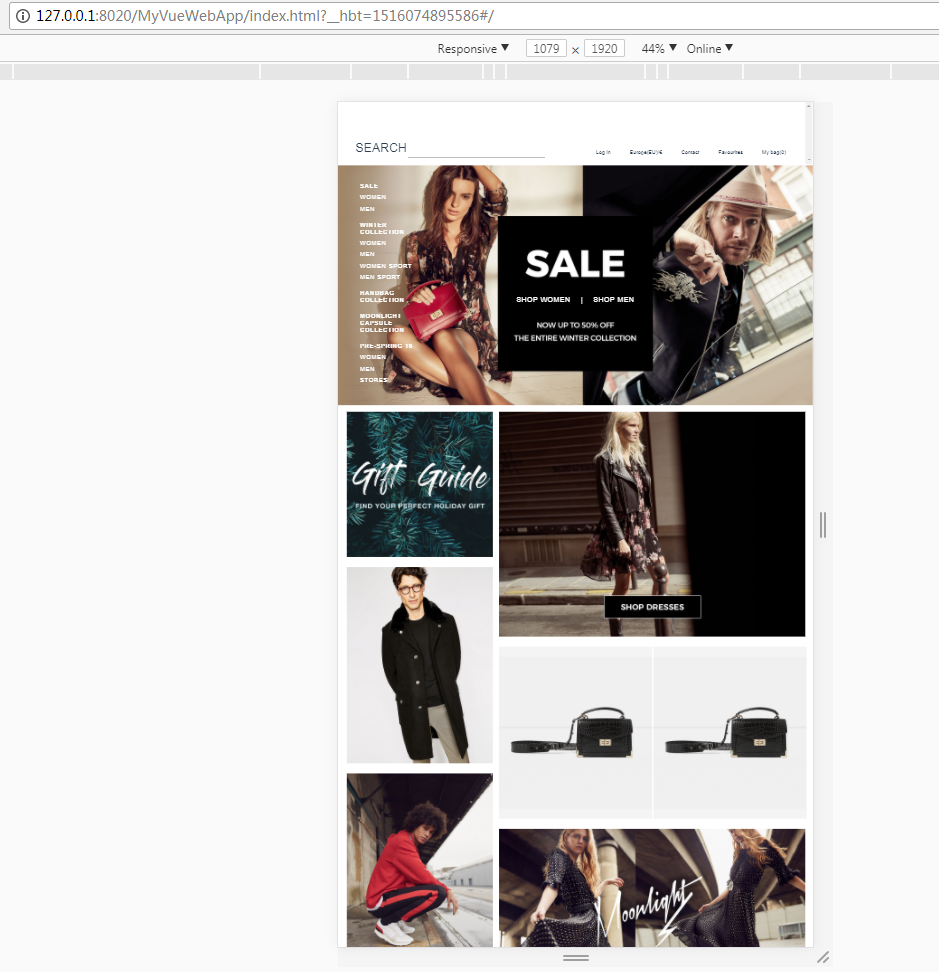 127.0.0.1:8020/MyVueWebApp/index.html?__hbt=1516074895586#/
Responsive ▼ 1079 x 1920 44% ▼ Online ▼
SEARCH
Log In Europe(EU)/€ Contact Favourites My bag(0)
SALE
WOMEN
MEN
WINTER
COLLECTION
WOMEN
MEN
WOMEN SPORT
MEN SPORT
HANDBAG
COLLECTION
MOONLIGHT
CAPSULE
COLLECTION
PRE-SPRING 18
WOMEN
MEN
STORES
SALE
SHOP WOMEN | SHOP MEN
NOW UP TO 50% OFF
THE ENTIRE WINTER COLLECTION
Gift Guide
FIND YOUR PERFECT HOLIDAY GIFT
SHOP DRESSES
Moonlight